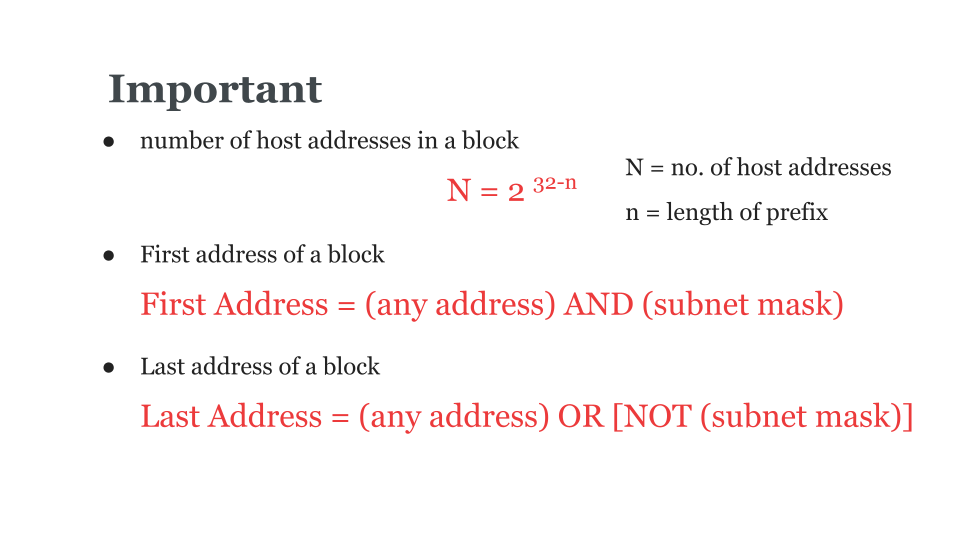 Important
● number of host addresses in a block
N = 2 ³²⁻ⁿ
N = no. of host addresses
n = length of prefix
● First address of a block
First Address = (any address) AND (subnet mask)
● Last address of a block
Last Address = (any address) OR [NOT (subnet mask)]